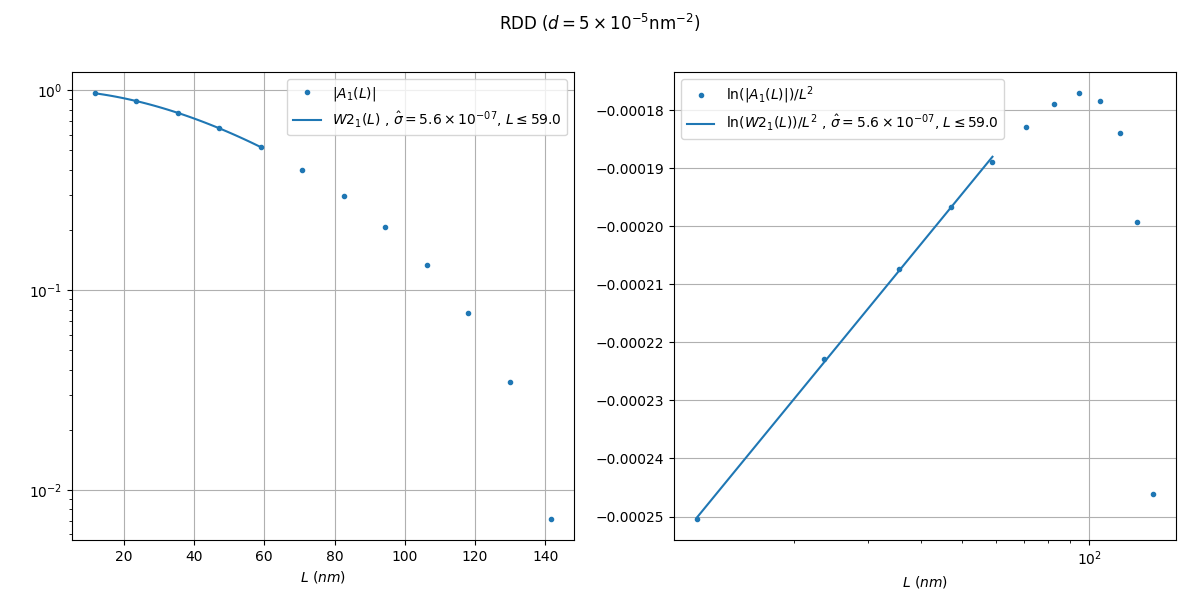 RDD (d = 5 × 10⁻⁵nm⁻²)
|A₁(L)|
W2₁(L) , σ̂ = 5.6 × 10⁻⁰⁷, L ≤ 59.0
10⁰
10⁻¹
10⁻²
20 40 60 80 100 120 140
L (nm)
ln(|A₁(L)|)/L²
ln(W2₁(L))/L² , σ̂ = 5.6 × 10⁻⁰⁷, L ≤ 59.0
−0.00018
−0.00019
−0.00020
−0.00021
−0.00022
−0.00023
−0.00024
−0.00025
10²
L (nm)